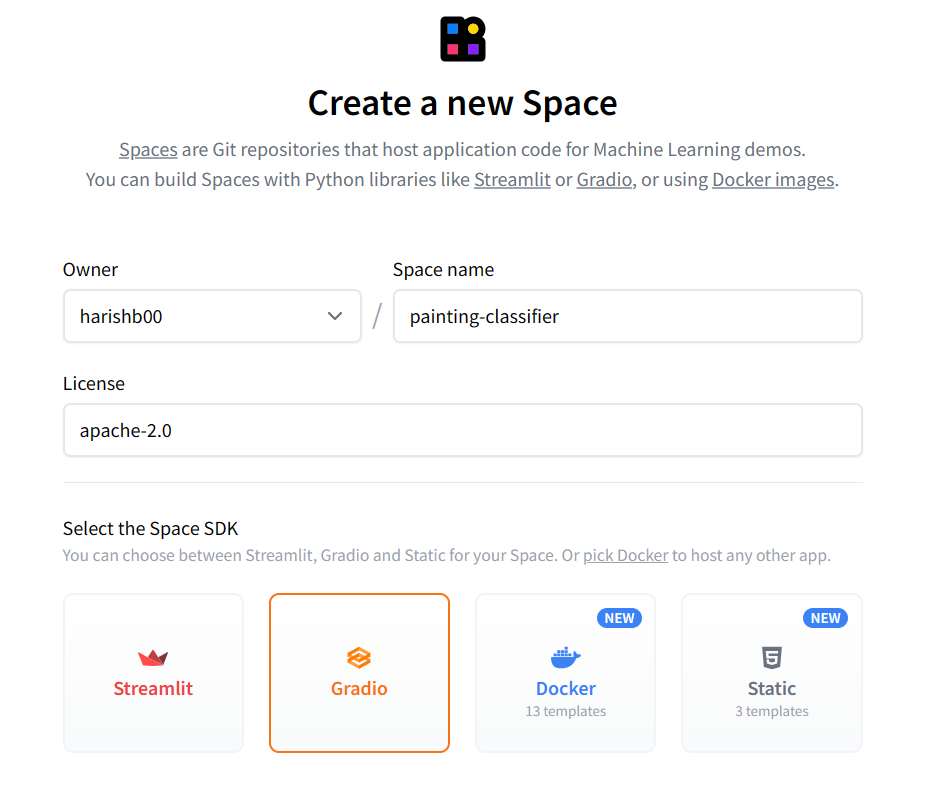 Create a new Space
Spaces are Git repositories that host application code for Machine Learning demos.
You can build Spaces with Python libraries like Streamlit or Gradio, or using Docker images.
Owner
Space name
harishb00
/
painting-classifier
License
apache-2.0
Select the Space SDK
You can choose between Streamlit, Gradio and Static for your Space. Or pick Docker to host any other app.
Streamlit
Gradio
NEW
Docker
13 templates
NEW
Static
3 templates